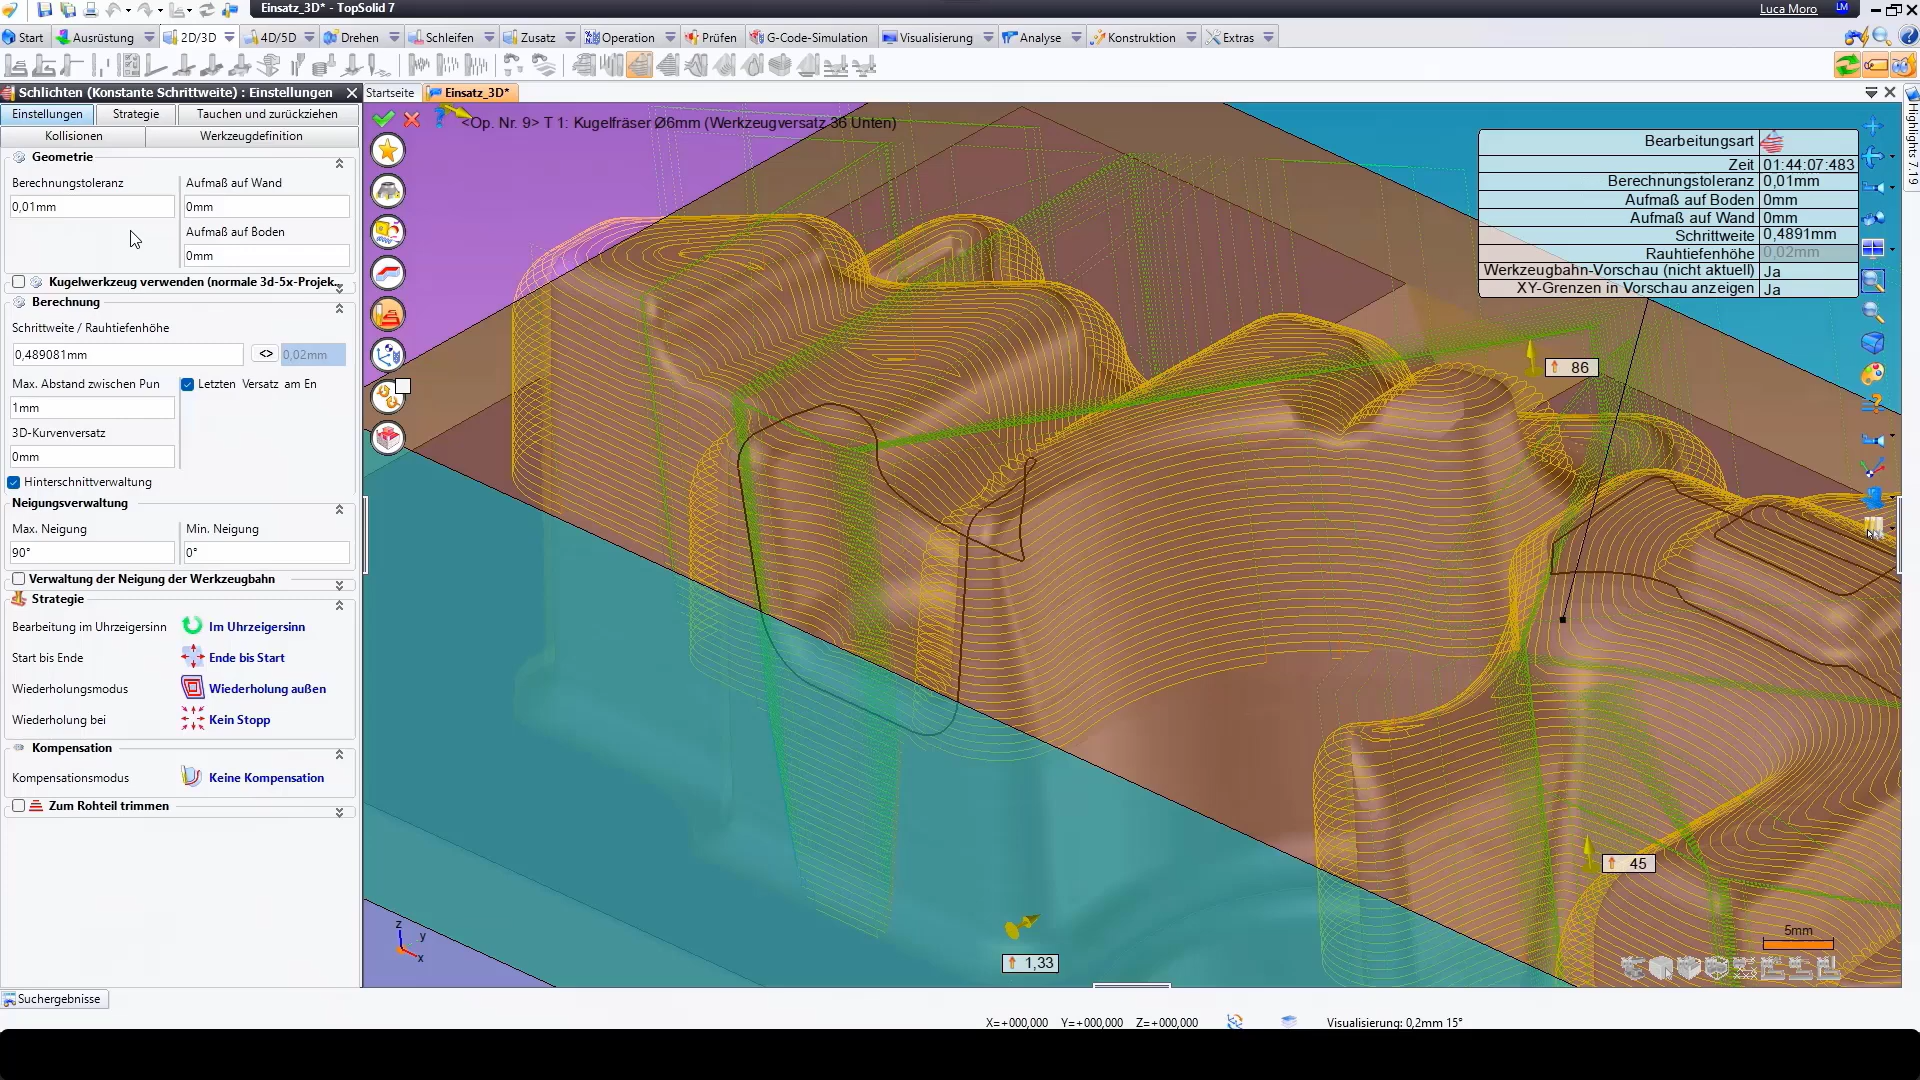 Einsatz_3D* - TopSolid 7
Luca Moro
LM
Start
Ausrüstung
2D/3D
4D/5D
Drehen
Schleifen
Zusatz
Operation
Prüfen
G-Code-Simulation
Visualisierung
Analyse
Konstruktion
Extras
Schlichten (Konstante Schrittweite) : Einstellungen
Startseite
Einsatz_3D*
Einstellungen
Strategie
Tauchen und zurückziehen
Kollisionen
Werkzeugdefinition
Geometrie
Berechnungstoleranz
Aufmaß auf Wand
0,01mm
0mm
Aufmaß auf Boden
0mm
Kugelwerkzeug verwenden (normale 3d-5x-Projek...
Berechnung
Schrittweite / Rauhtiefenhöhe
0,489081mm
<>
0,02mm
Max. Abstand zwischen Pun
Letzten Versatz am En
1mm
3D-Kurvenversatz
0mm
Hinterschnittverwaltung
Neigungsverwaltung
Max. Neigung
Min. Neigung
90°
0°
Verwaltung der Neigung der Werkzeugbahn
Strategie
Bearbeitung im Uhrzeigersinn
Im Uhrzeigersinn
Start bis Ende
Ende bis Start
Wiederholungsmodus
Wiederholung außen
Wiederholung bei
Kein Stopp
Kompensation
Kompensationsmodus
Keine Kompensation
Zum Rohteil trimmen
<Op. Nr. 9> T 1: Kugelfräser Ø6mm (Werkzeugversatz 36 Unten)
Bearbeitungsart
Zeit 01:44:07:483
Berechnungstoleranz 0,01mm
Aufmaß auf Boden 0mm
Aufmaß auf Wand 0mm
Schrittweite 0,4891mm
Rauhtiefenhöhe 0,02mm
Werkzeugbahn-Vorschau (nicht aktuell) Ja
XY-Grenzen in Vorschau anzeigen Ja
Highlights 7.19
86
45
1,33
5mm
z
y
x
Suchergebnisse
X=+000,000 Y=+000,000 Z=+000,000
Visualisierung: 0,2mm 15°